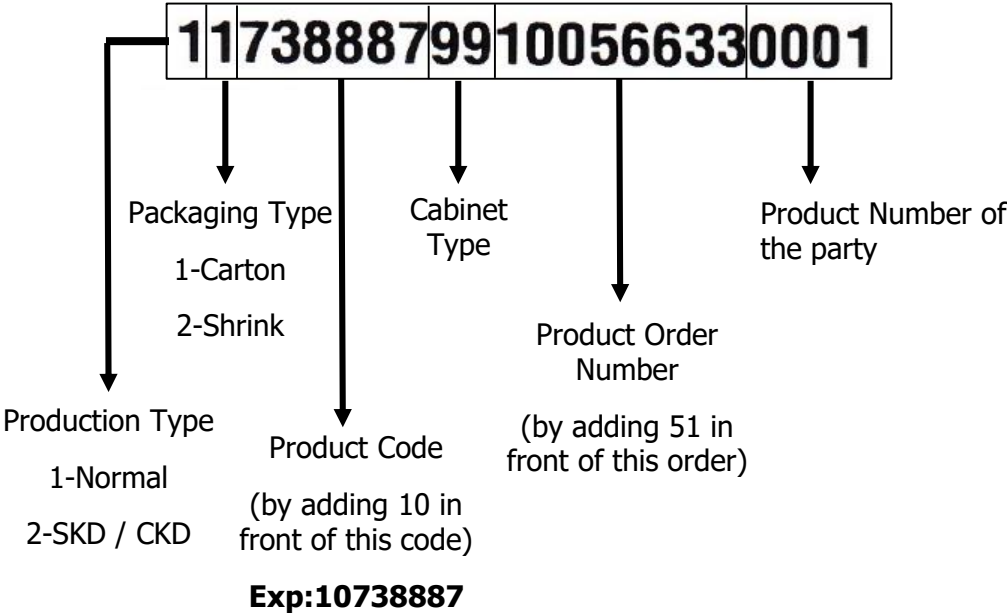 1173888799100566330001
Packaging Type
1-Carton
2-Shrink
Cabinet
Type
Product Number of
the party
Product Order
Number
(by adding 51 in
front of this order)
Production Type
1-Normal
2-SKD / CKD
Product Code
(by adding 10 in
front of this code)
Exp:10738887